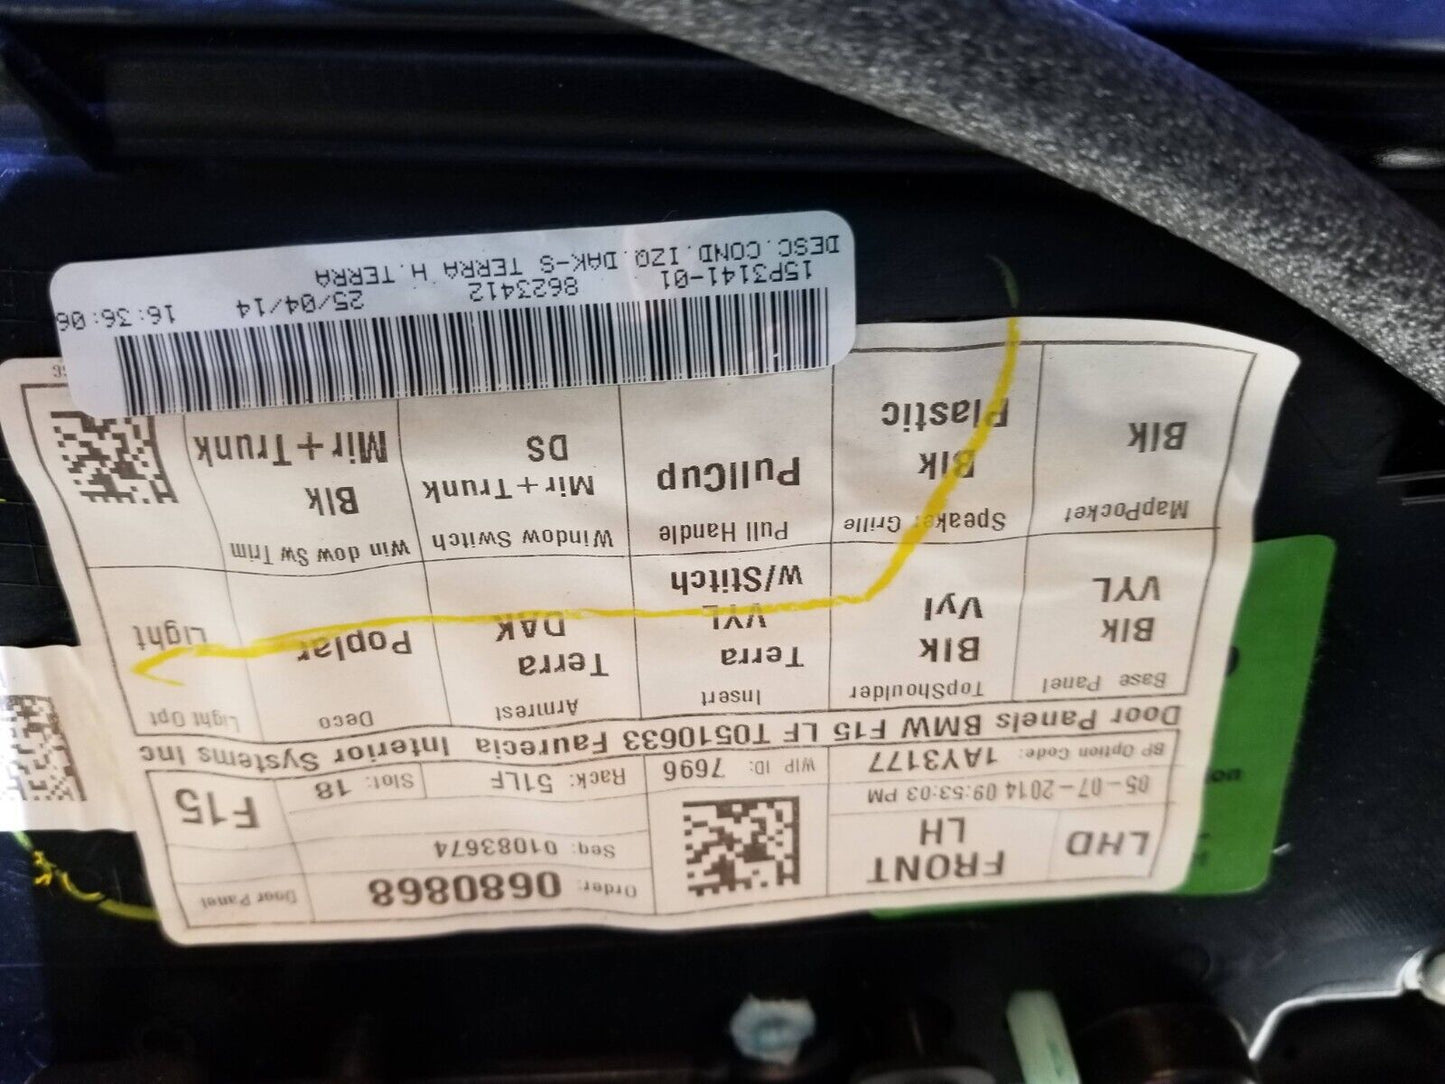 LHD
FRONT
LH
Order: 0680868
Door Panel
Seq: 01083674
05-07-2014 09:53:03 PM
F15
BP Option Code: 1AY3177
WIP ID: 7696
Rack: 51LF
Slot: 18
Door Panels BMW F15 LF T0510633 Faurecia Interior Systems Inc
Base Panel
TopShoulder
Insert
Armrest
Deco
Light Opt
Blk
VYL
Blk
Vyl
Terra
VYL
w/Stitch
Terra
DAK
Poplar
Light
MapPocket
Speaker Grille
Pull Handle
Window Switch
Win dow Sw Trim
Blk
Blk
Plastic
PullCup
Mir+Trunk
DS
Blk
Mir+Trunk
16:36:06
25/04/14
8623412
15P3141-01
DESC.COND.IZQ.DAK-S TERRA H.TERRA